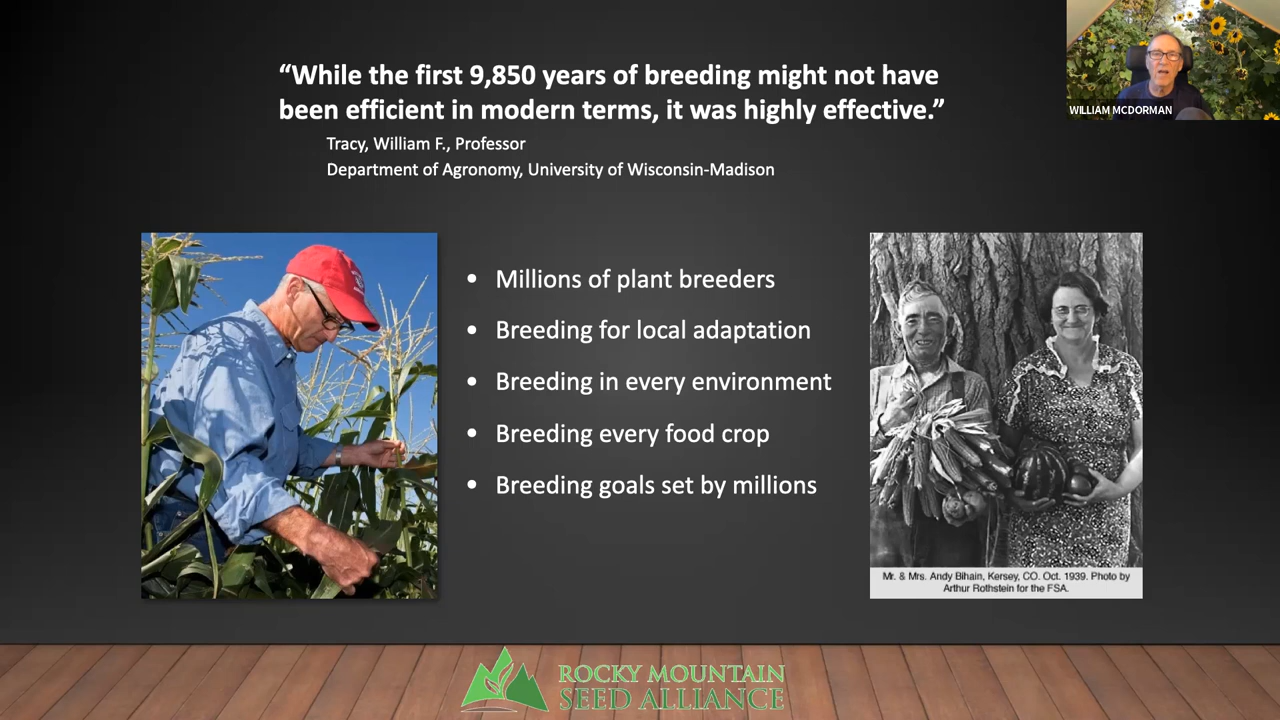 “While the first 9,850 years of breeding might not have
been efficient in modern terms, it was highly effective.”
Tracy, William F., Professor
Department of Agronomy, University of Wisconsin-Madison
WILLIAM MCDORMAN
• Millions of plant breeders
• Breeding for local adaptation
• Breeding in every environment
• Breeding every food crop
• Breeding goals set by millions
Mr. & Mrs. Andy Bihain, Kersey, CO. Oct. 1939. Photo by
Arthur Rothstein for the FSA.
ROCKY MOUNTAIN
SEED ALLIANCE